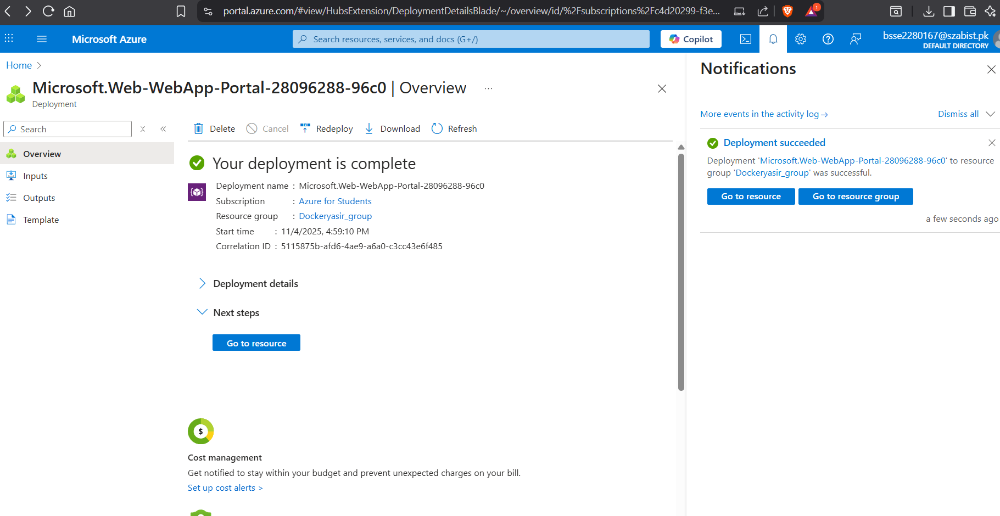 portal.azure.com/#view/HubsExtension/DeploymentDetailsBlade/~/overview/id/%2Fsubscriptions%2Fc4d20299-f3e...
1
Microsoft Azure
Search resources, services, and docs (G+/)
Copilot
bsse2280167@szabist.pk
DEFAULT DIRECTORY
Home
Microsoft.Web-WebApp-Portal-28096288-96c0 | Overview ...
Deployment
Search
Overview
Inputs
Outputs
Template
Delete Cancel Redeploy Download Refresh
Your deployment is complete
Deployment name : Microsoft.Web-WebApp-Portal-28096288-96c0
Subscription : Azure for Students
Resource group : Dockeryasir_group
Start time : 11/4/2025, 4:59:10 PM
Correlation ID : 5115875b-afd6-4ae9-a6a0-c3cc43e6f485
Deployment details
Next steps
Go to resource
$
Cost management
Get notified to stay within your budget and prevent unexpected charges on your bill.
Set up cost alerts >
Notifications
More events in the activity log→ Dismiss all
Deployment succeeded
Deployment 'Microsoft.Web-WebApp-Portal-28096288-96c0' to resource
group 'Dockeryasir_group' was successful.
Go to resource Go to resource group
a few seconds ago